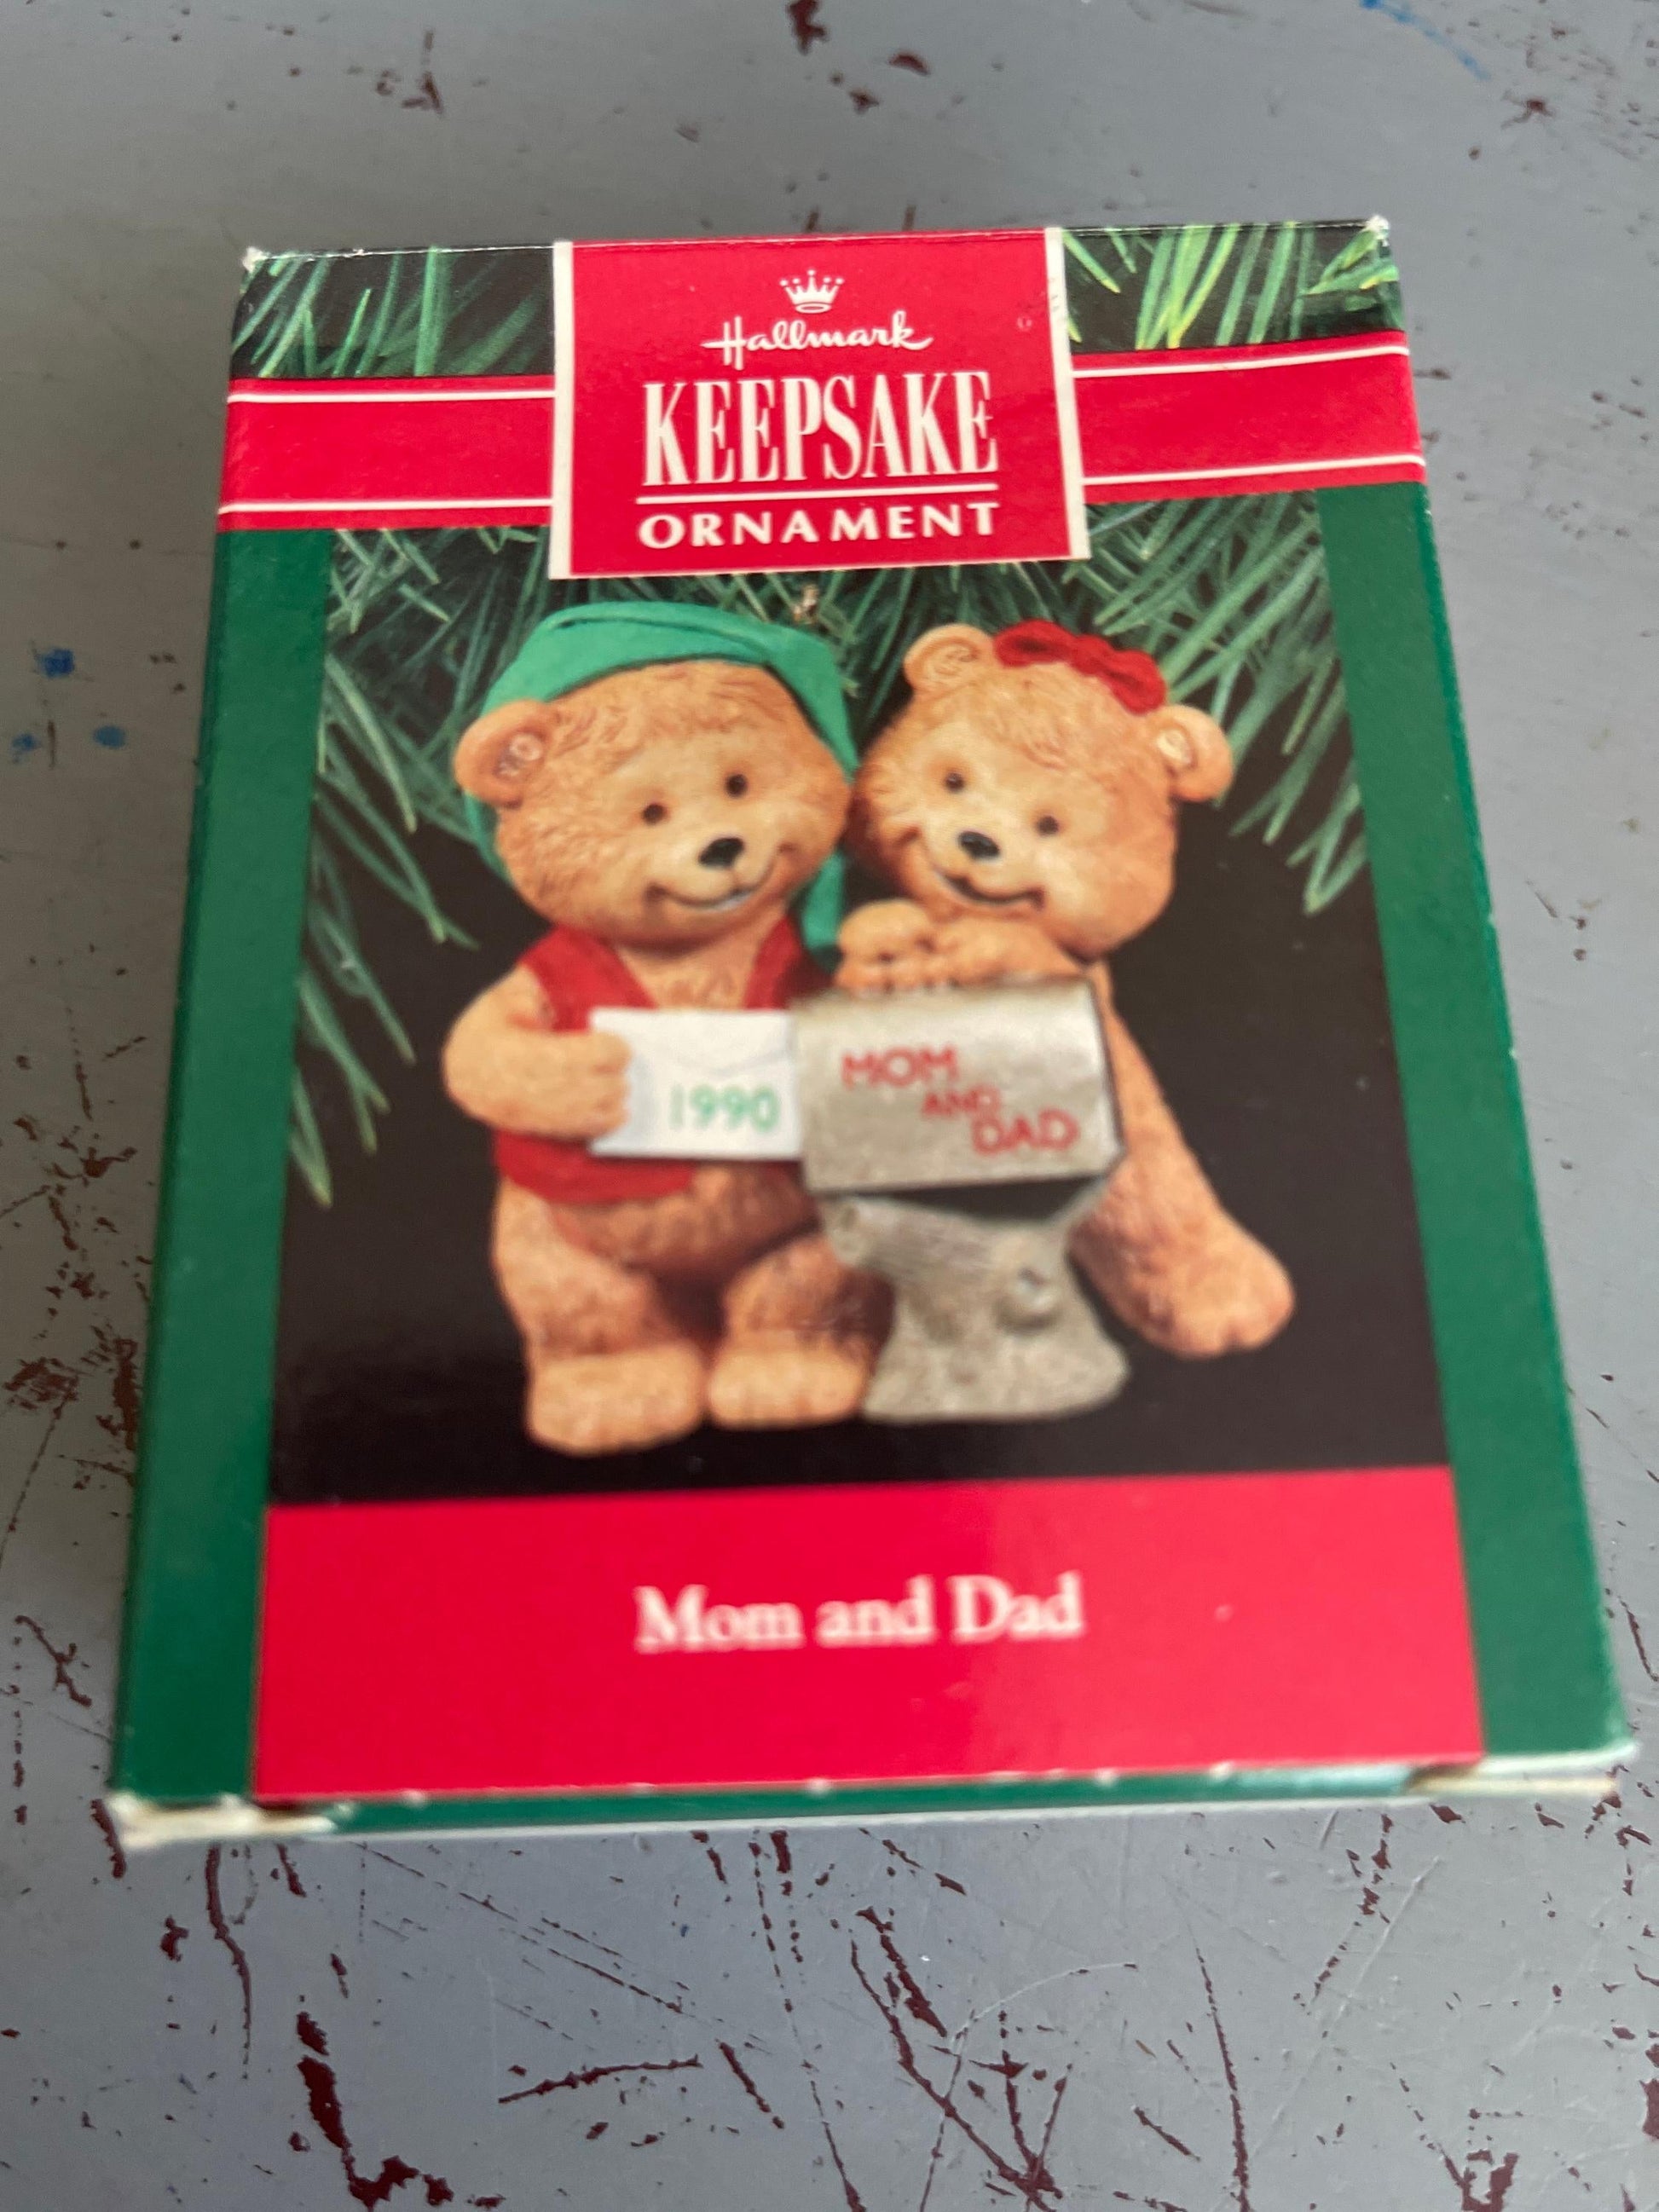 Hallmark
KEEPSAKE
ORNAMENT
1990
MOM
AND
DAD
Mom and Dad